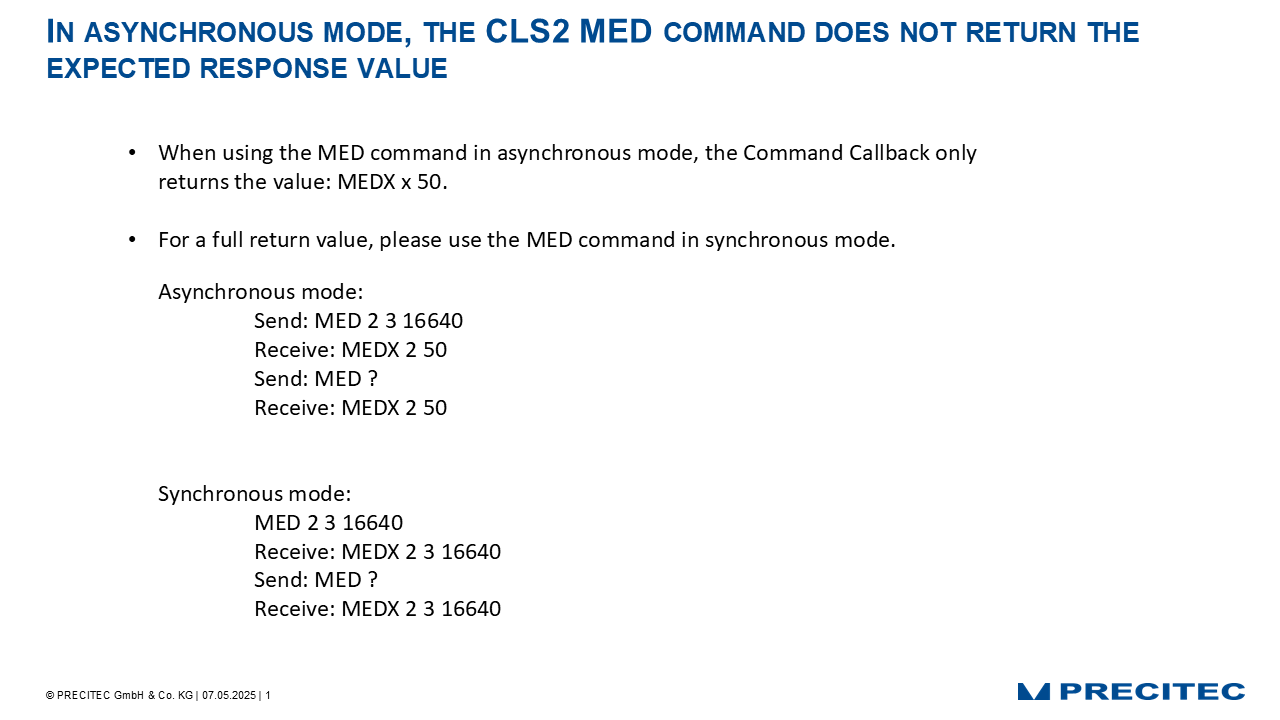 IN ASYNCHRONOUS MODE, THE CLS2 MED COMMAND DOES NOT RETURN THE
EXPECTED RESPONSE VALUE
• When using the MED command in asynchronous mode, the Command Callback only
returns the value: MEDX x 50.
• For a full return value, please use the MED command in synchronous mode.
Asynchronous mode:
Send: MED 2 3 16640
Receive: MEDX 2 50
Send: MED ?
Receive: MEDX 2 50
Synchronous mode:
MED 2 3 16640
Receive: MEDX 2 3 16640
Send: MED ?
Receive: MEDX 2 3 16640
© PRECITEC GmbH & Co. KG | 07.05.2025 | 1
PRECITEC